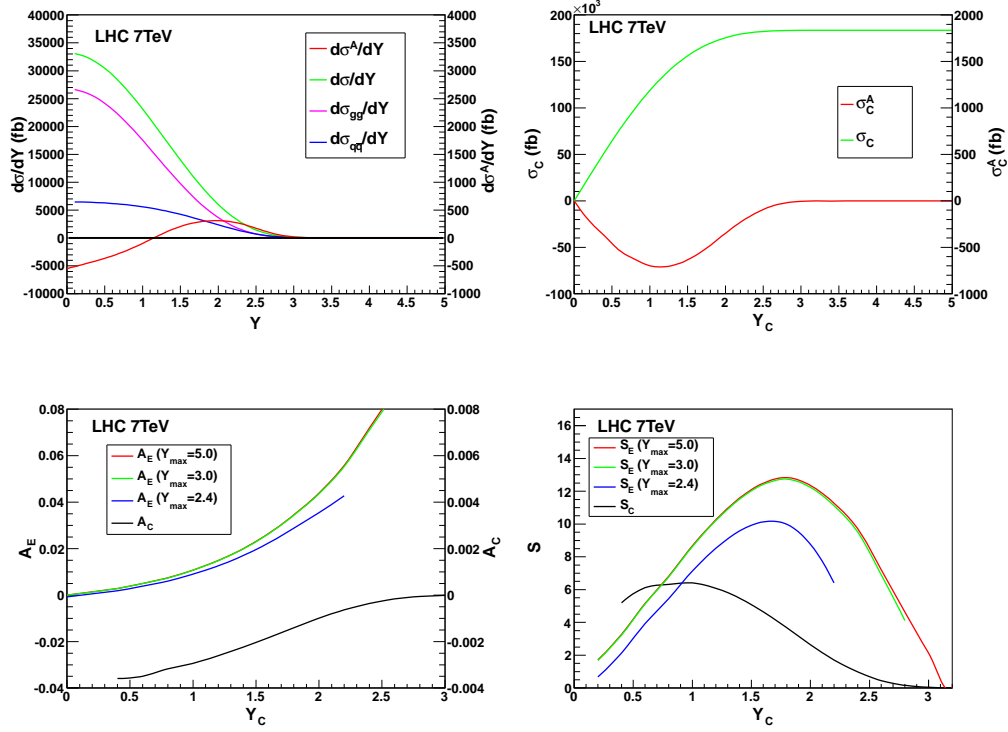 LHC 7TeV
dσ^A/dY
dσ/dY
dσ_gg/dY
dσ_qq̄/dY
dσ/dY (fb)
dσ^A/dY (fb)
40000
35000
30000
25000
20000
15000
10000
5000
0
-5000
-10000
4000
3500
3000
2500
2000
1500
1000
500
0
-500
-1000
0 0.5 1 1.5 2 2.5 3 3.5 4 4.5 5
Y
×10³
LHC 7TeV
σ_C^A
σ_C
σ_C (fb)
σ_C^A (fb)
200
150
100
50
0
-50
-100
2000
1500
1000
500
0
-500
-1000
0 0.5 1 1.5 2 2.5 3 3.5 4 4.5 5
Y_C
LHC 7TeV
A_E (Y_max=5.0)
A_E (Y_max=3.0)
A_E (Y_max=2.4)
A_C
A_E
A_C
0.08
0.06
0.04
0.02
0
-0.02
-0.04
0.008
0.006
0.004
0.002
0
-0.002
-0.004
0 0.5 1 1.5 2 2.5 3
Y_C
LHC 7TeV
S_E (Y_max=5.0)
S_E (Y_max=3.0)
S_E (Y_max=2.4)
S_C
S
16
14
12
10
8
6
4
2
0
0 0.5 1 1.5 2 2.5 3
Y_C